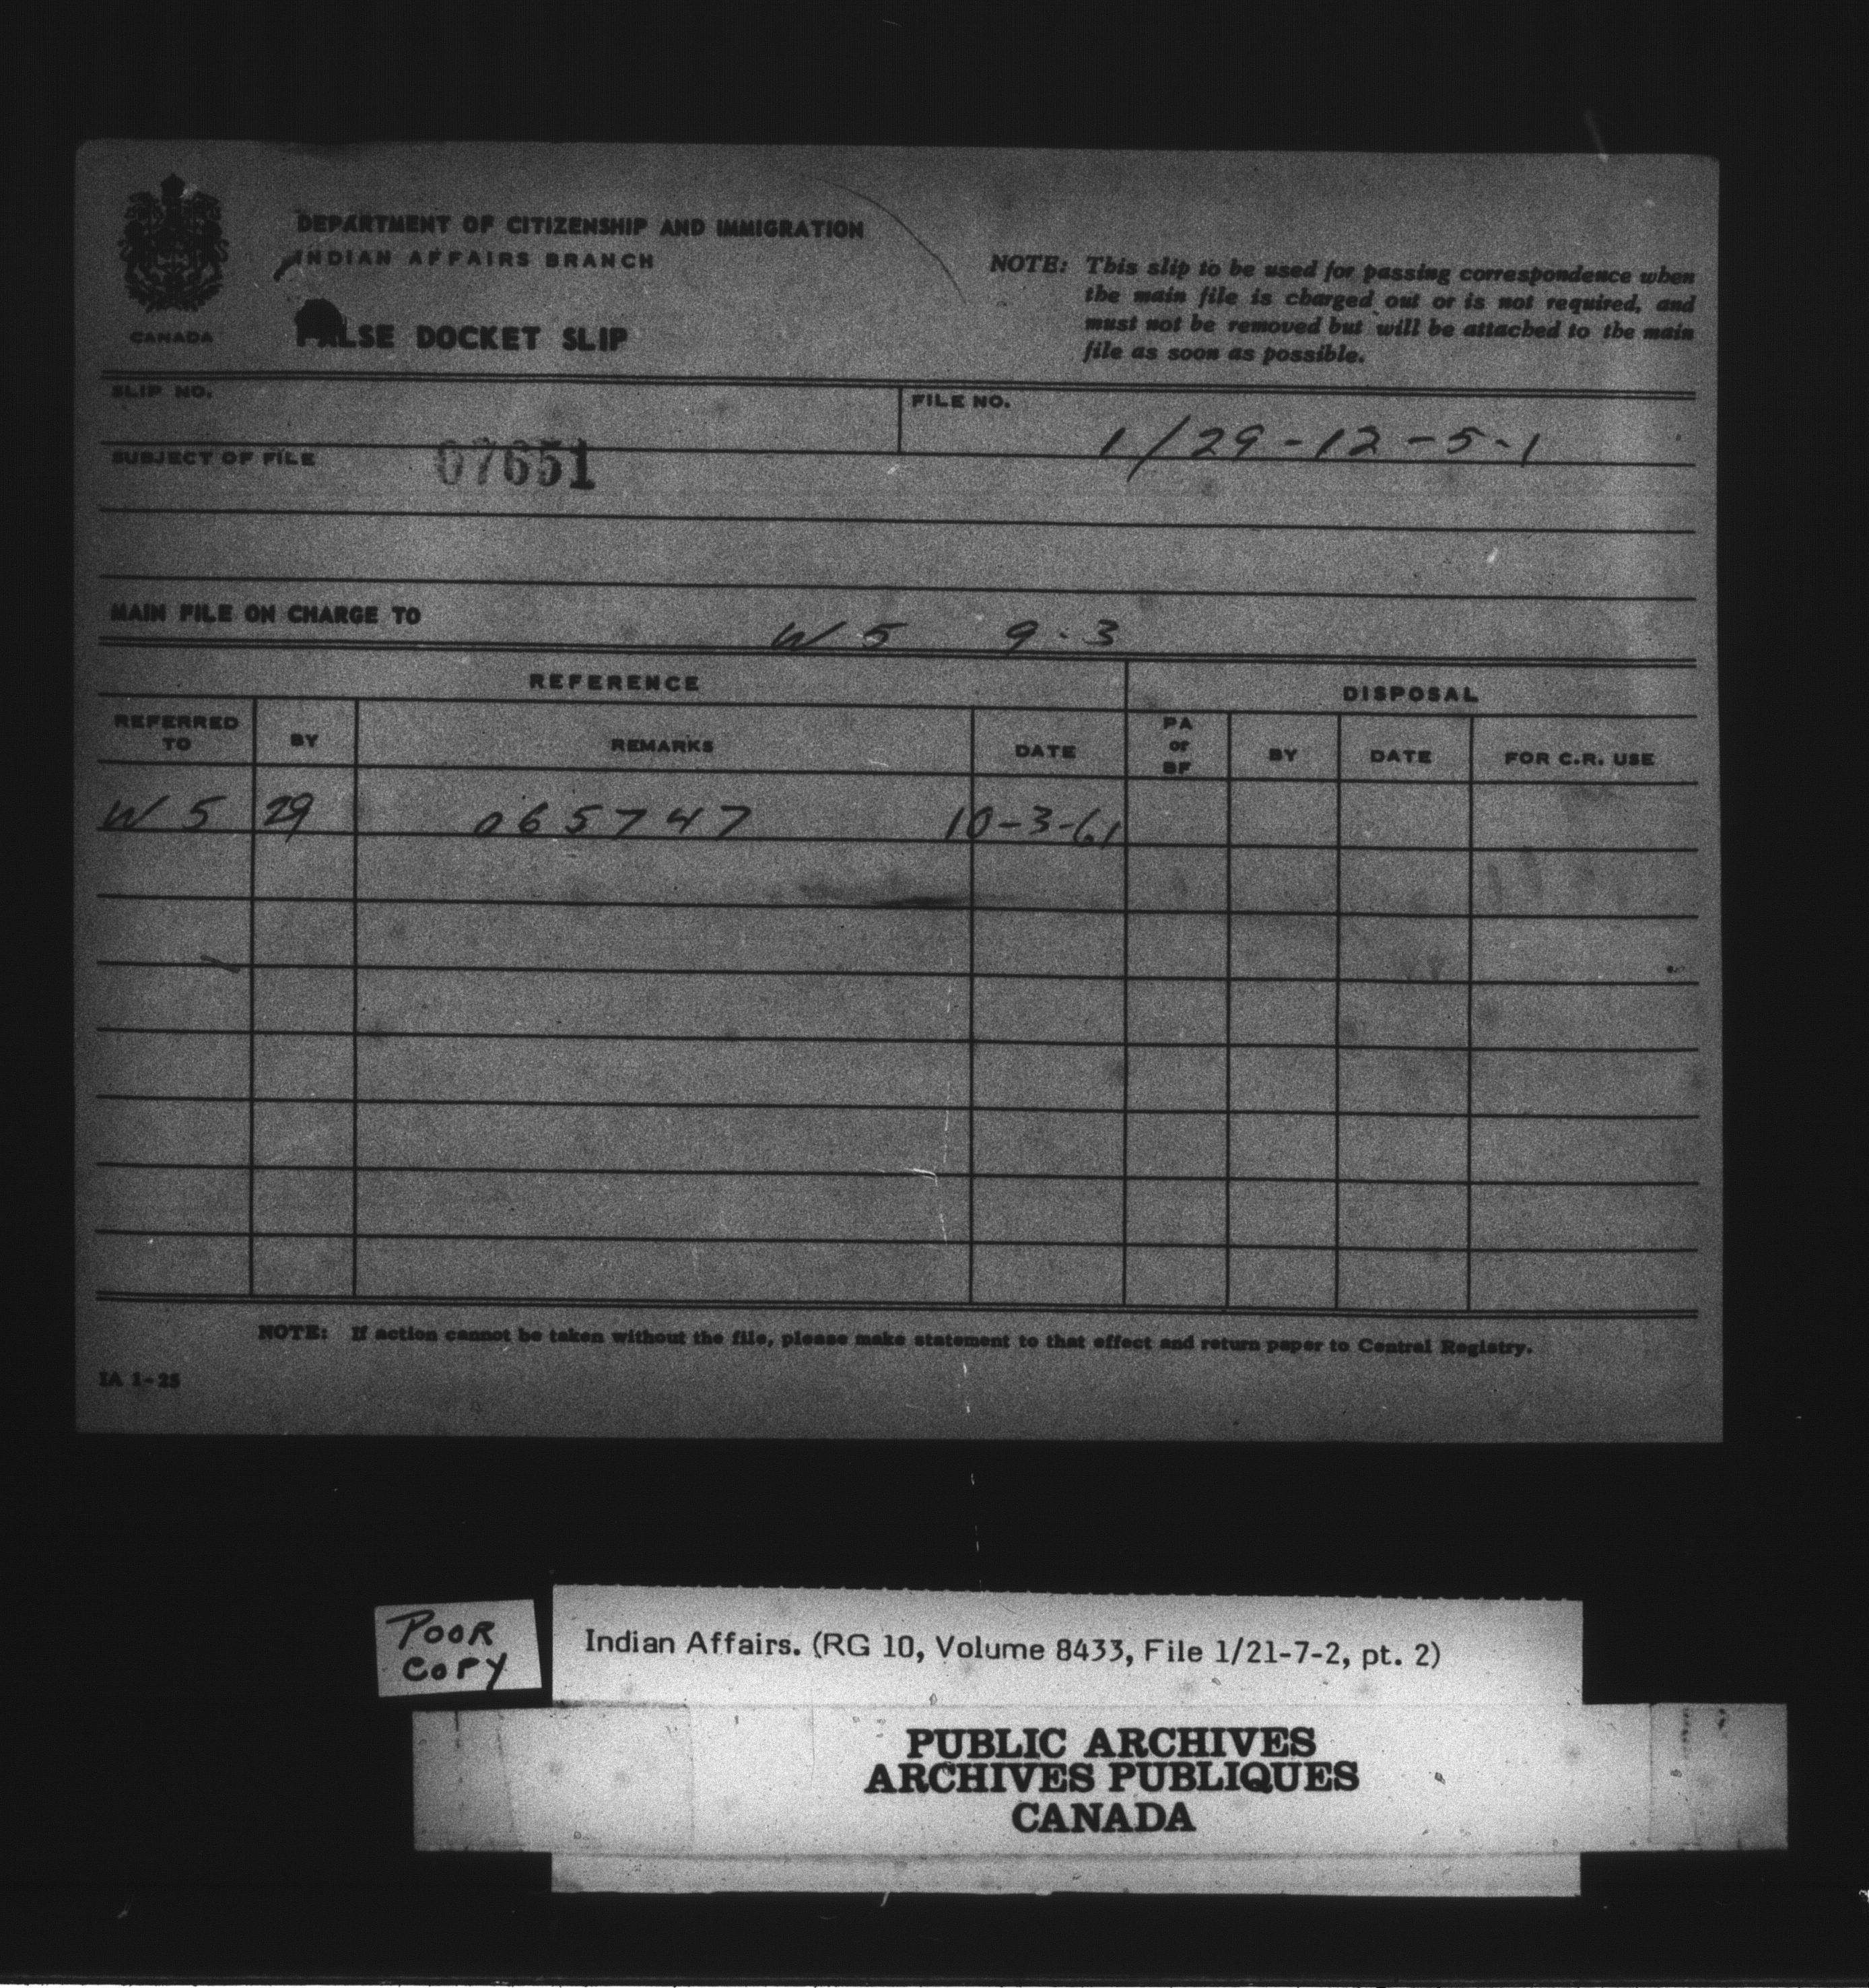 DEPARTMENT OF CITIZENSHIP AND IMMIGRATION
INDIAN AFFAIRS BRANCH
CANADA
FALSE DOCKET SLIP
NOTE: This slip to be used for passing correspondence when
the main file is charged out or is not required, and
must not be removed but will be attached to the main
file as soon as possible.
SLIP NO.
FILE NO.
1/29-12-5-1
SUBJECT OF FILE
07651
MAIN FILE ON CHARGE TO
W 5 9.3
REFERENCE
DISPOSAL
REFERRED TO
BY
REMARKS
DATE
PA or BF
BY
DATE
FOR C.R. USE
W 5 29 065747 10-3-61
NOTE: If action cannot be taken without the file, please make statement to that effect and return paper to Central Registry.
IA 1-25
POOR
COPY
Indian Affairs. (RG 10, Volume 8433, File 1/21-7-2, pt. 2)
PUBLIC ARCHIVES
ARCHIVES PUBLIQUES
CANADA